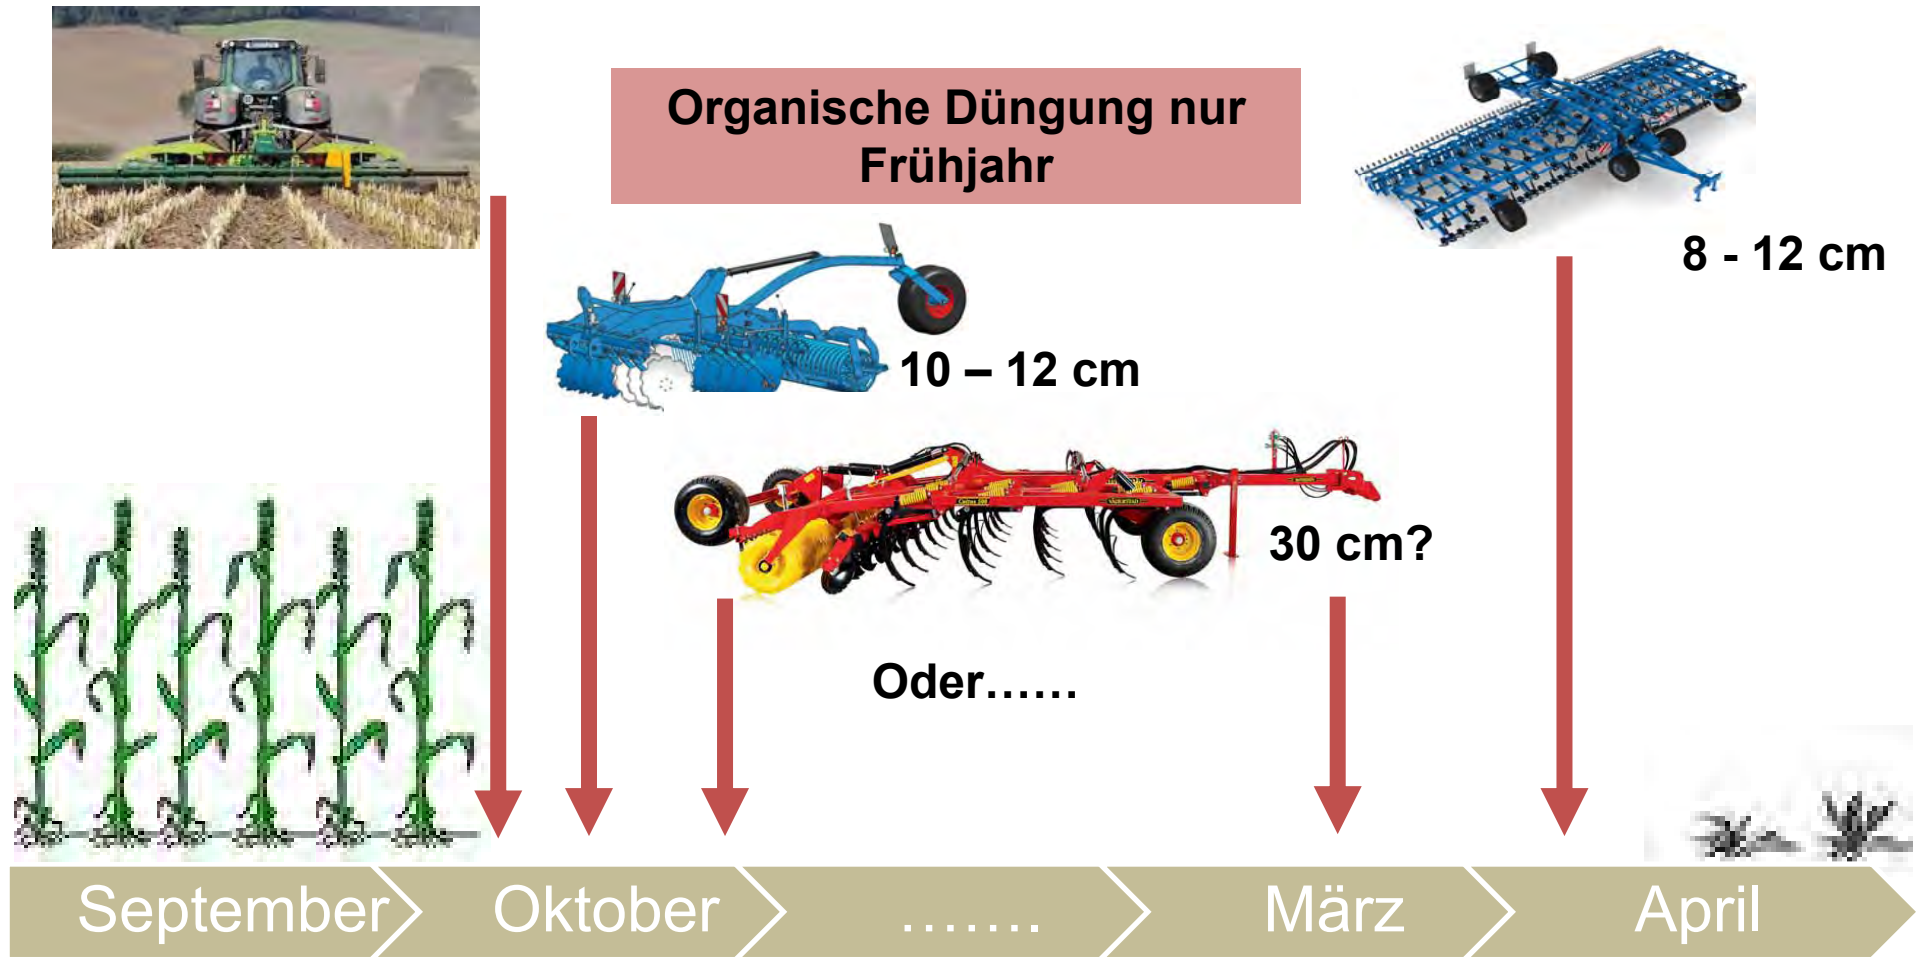 Organische Düngung nur
Frühjahr
8 - 12 cm
10 – 12 cm
30 cm?
Oder......
September
Oktober
.......
März
April